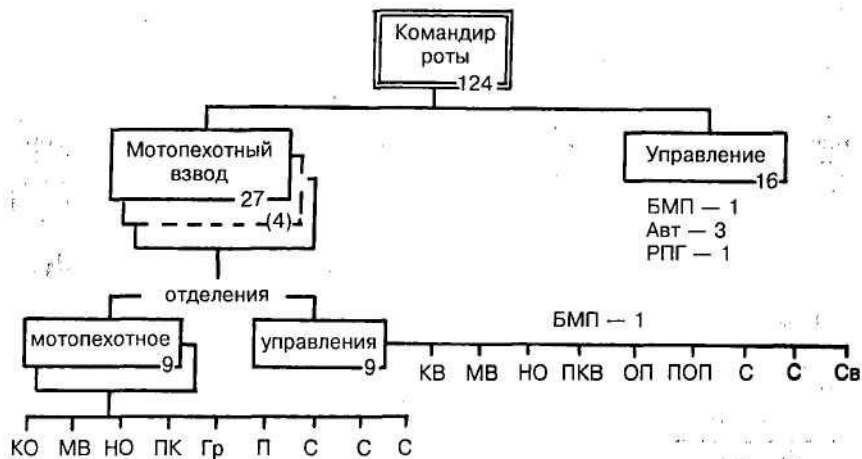 Командир
роты
124
Мотопехотный
взвод
27
(4)
Управление
16
БМП — 1
Авт — 3
РПГ — 1
отделения
мотопехотное
9
управления
9
БМП — 1
КВ МВ НО ПКВ ОП ПОП С С Св
КО МВ НО ПК Гр П С С С